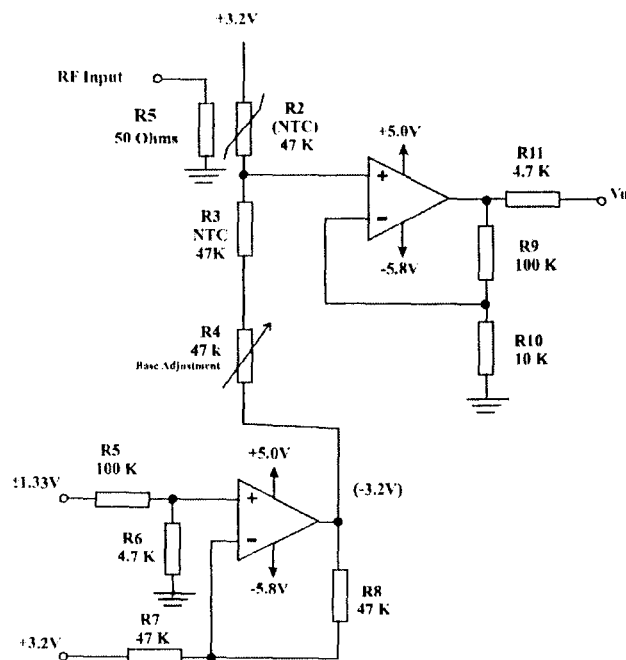 +3.2V
RF Input
R5
50 Ohms
R2
(NTC)
47 K
+5.0V
R11
4.7 K
+
-
R3
NTC
47K
-5.8V
R9
100 K
R4
47 k
Base Adjustment
R10
10 K
R5
100 K
+5.0V
(-3.2V)
1.33V
+
-
R6
4.7 K
-5.8V
R8
47 K
R7
47 K
+3.2V